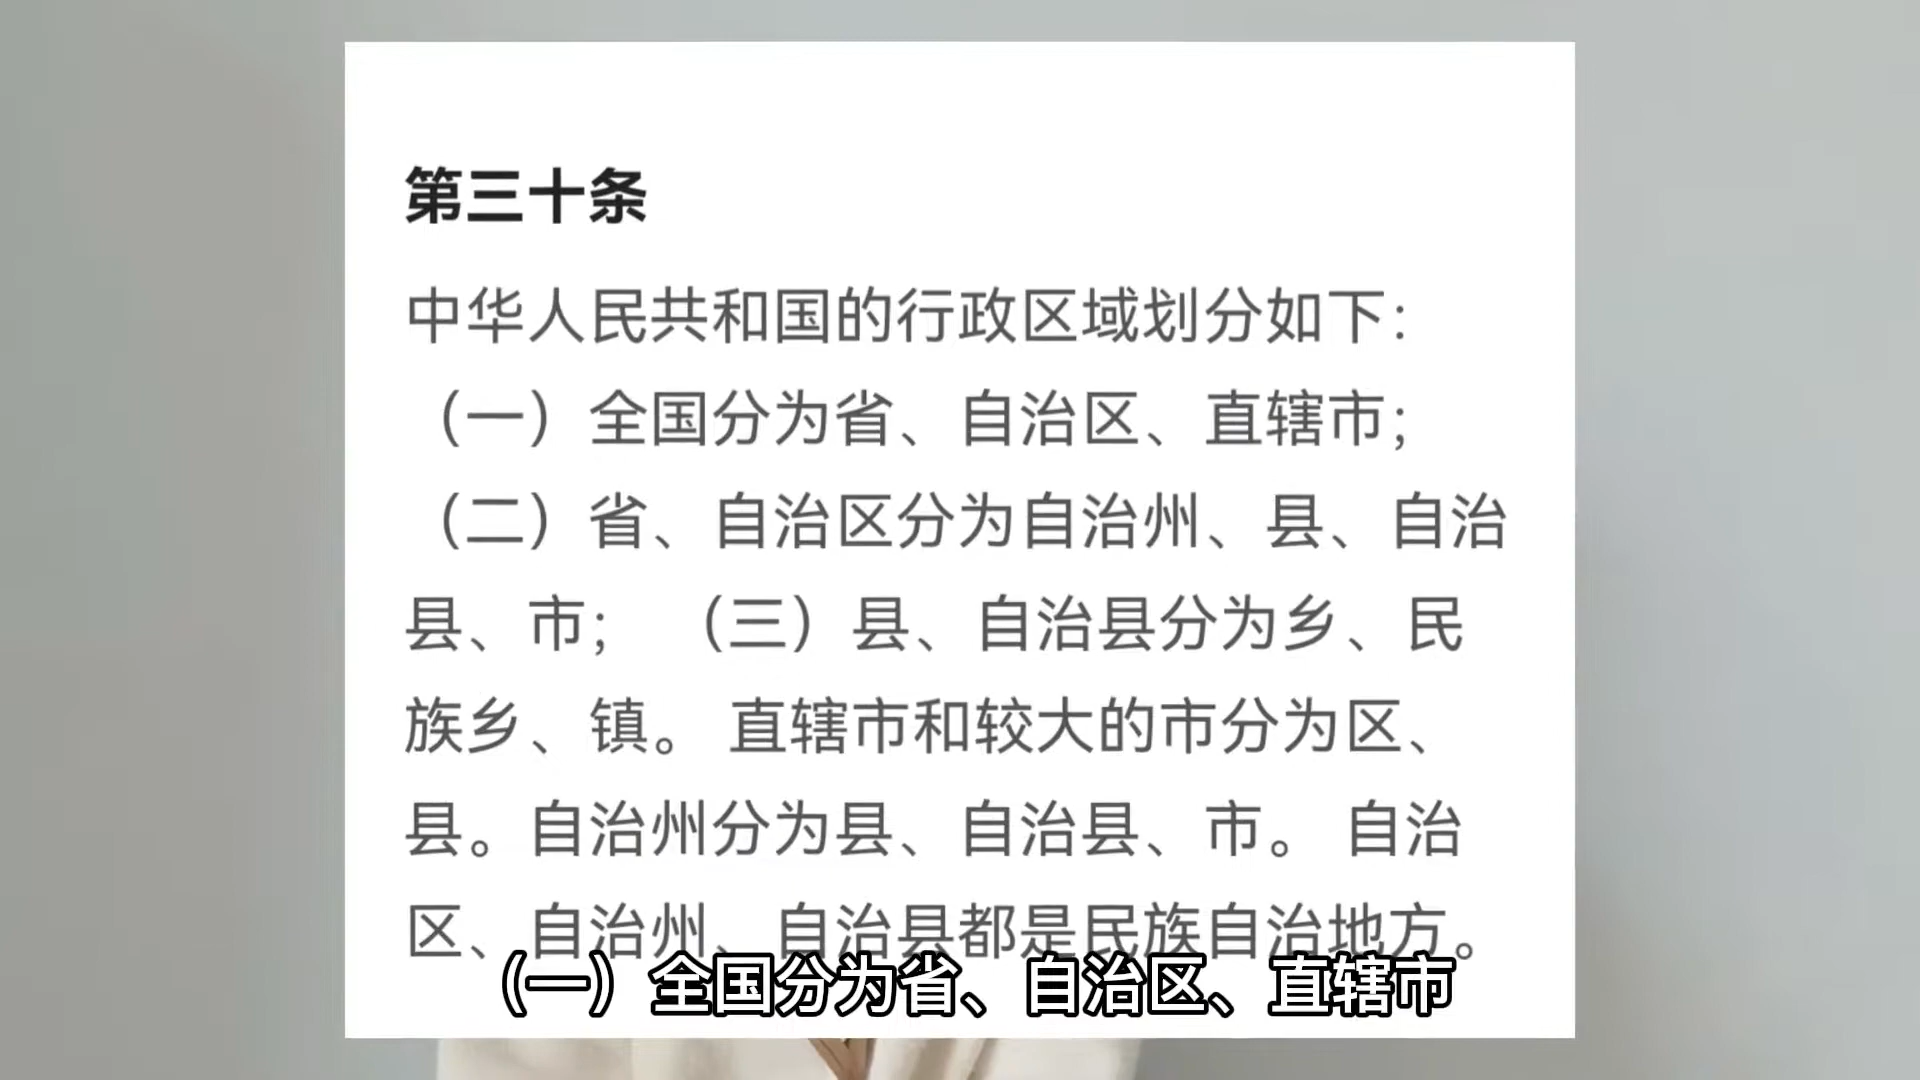 第三十条
中华人民共和国的行政区域划分如下：
（一）全国分为省、自治区、直辖市；
（二）省、自治区分为自治州、县、自治
县、市； （三）县、自治县分为乡、民
族乡、镇。 直辖市和较大的市分为区、
县。自治州分为县、自治县、市。 自治
区、自治州、自治县都是民族自治地方。
（一）全国分为省、自治区、直辖市